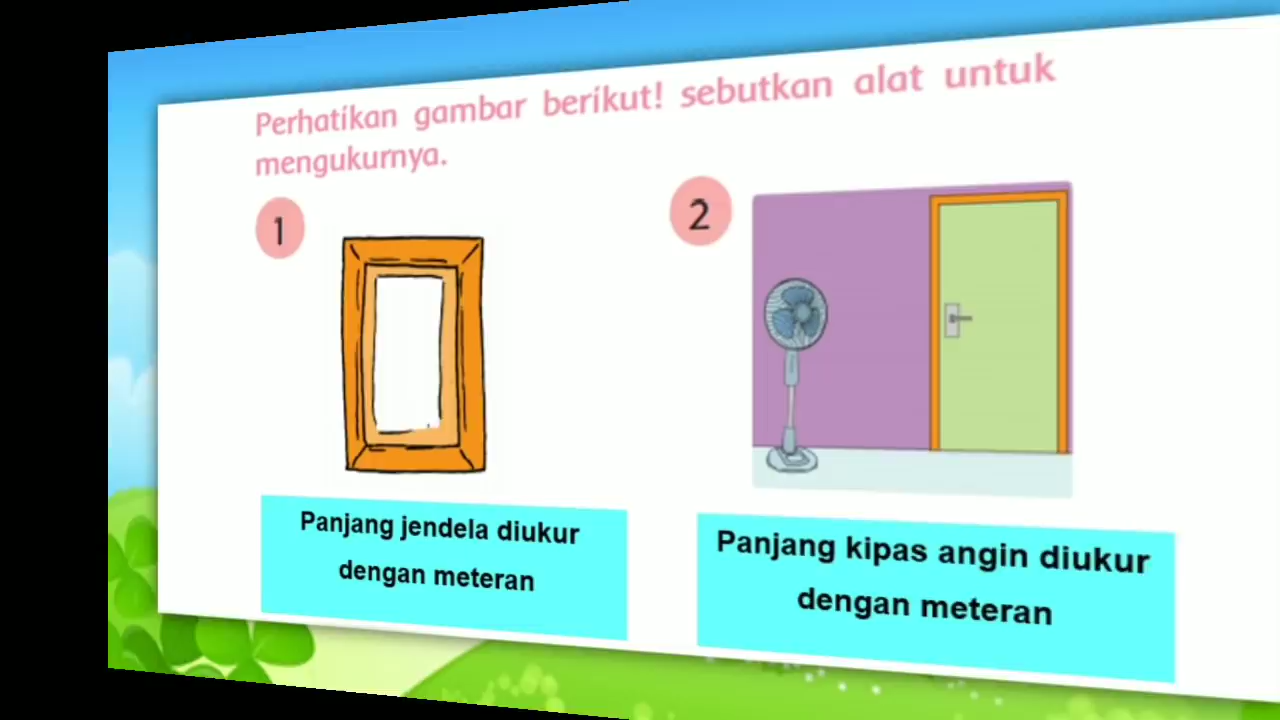 Perhatikan gambar berikut! sebutkan alat untuk
mengukurnya.
1
2
Panjang jendela diukur
dengan meteran
Panjang kipas angin diukur
dengan meteran